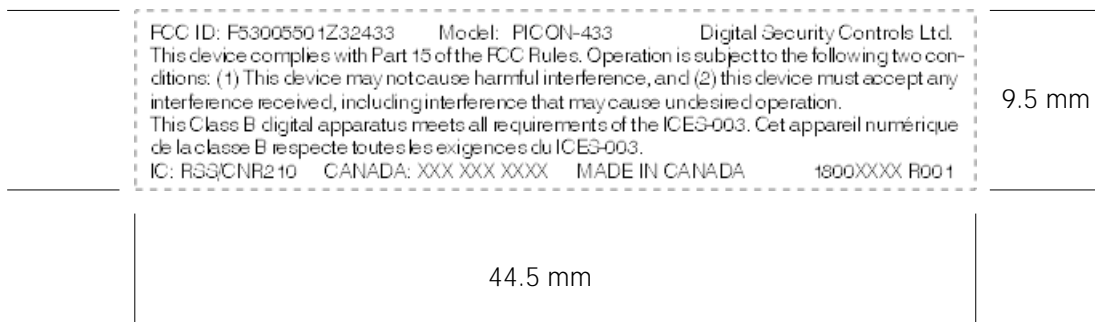 FCC ID: F53005501Z32433 Model: PICON-433 Digital Security Controls Ltd.
This device complies with Part 15 of the FCC Rules. Operation is subject to the following two con-
ditions: (1) This device may not cause harmful interference, and (2) this device must accept any
interference received, including interference that may cause undesired operation.
This Class B digital apparatus meets all requirements of the ICES-003. Cet appareil numérique
de la classe B respecte toutes les exigences du ICES-003.
IC: RSS/CNR210 CANADA: XXX XXX XXXX MADE IN CANADA 1800XXXX R001
9.5 mm
44.5 mm